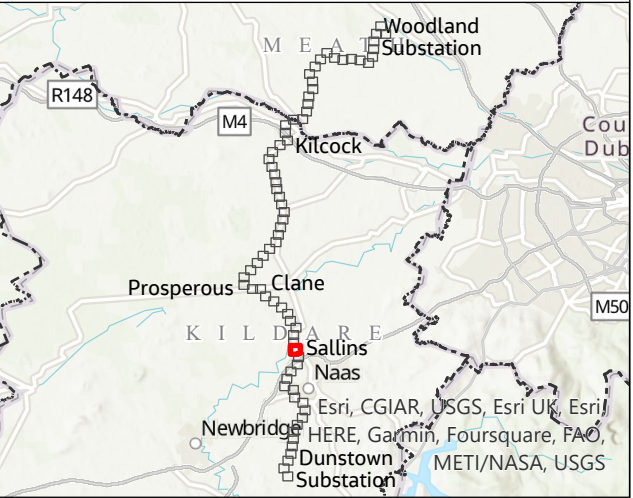 Woodland
Substation
M E A T H
R148
M4
Cou
Dub
Kilcock
Prosperous
Clane
M50
K I L D A R E
Sallins
Naas
Esri, CGIAR, USGS, Esri UK, Esri,
Newbridge
HERE, Garmin, Foursquare, FAO,
Dunstown
METI/NASA, USGS
Substation